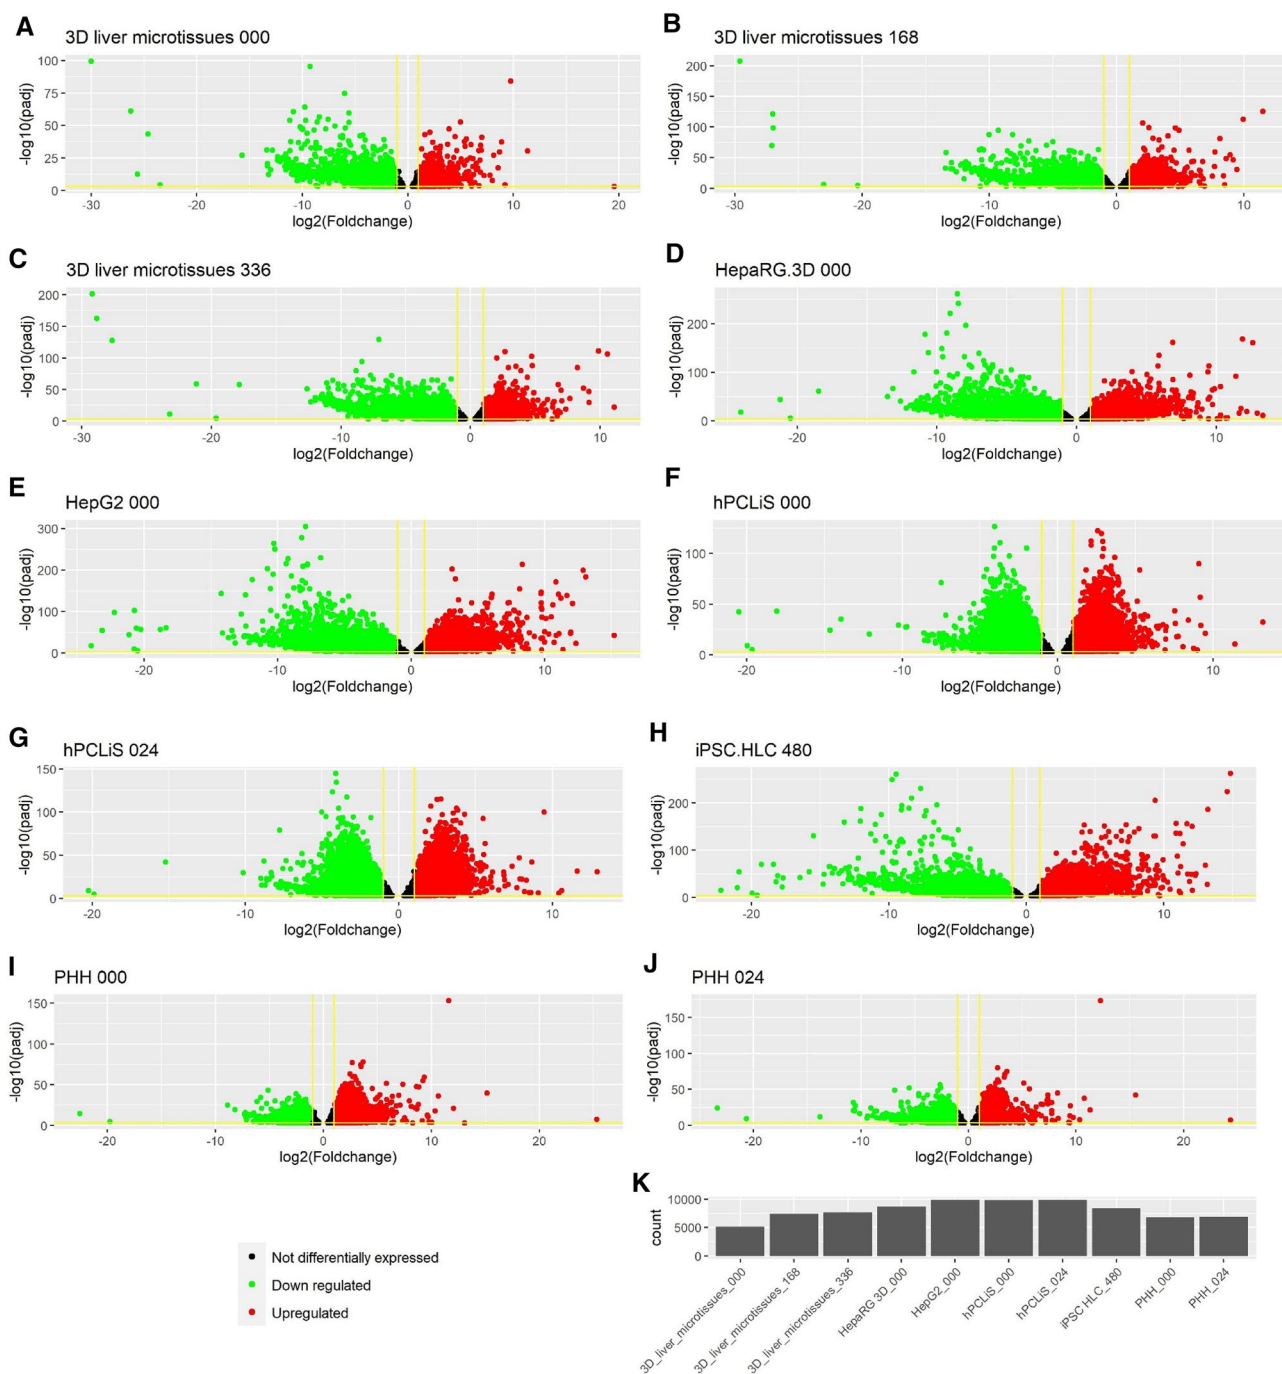 A
3D liver microtissues 000
-log10(padj)
100
75
50
25
0
-30
-20
-10
0
10
20
log2(Foldchange)
B
3D liver microtissues 168
-log10(padj)
200
150
100
50
0
-30
-20
-10
0
10
log2(Foldchange)
C
3D liver microtissues 336
-log10(padj)
200
150
100
50
0
-30
-20
-10
0
10
log2(Foldchange)
D
HepaRG.3D 000
-log10(padj)
200
100
0
-20
-10
0
10
log2(Foldchange)
E
HepG2 000
-log10(padj)
300
200
100
0
-20
-10
0
10
log2(Foldchange)
F
hPCLiS 000
-log10(padj)
100
50
0
-20
-10
0
10
log2(Foldchange)
G
hPCLiS 024
-log10(padj)
150
100
50
0
-20
-10
0
10
log2(Foldchange)
H
iPSC.HLC 480
-log10(padj)
200
100
0
-20
-10
0
10
log2(Foldchange)
I
PHH 000
-log10(padj)
150
100
50
0
-20
-10
0
10
20
log2(Foldchange)
J
PHH 024
-log10(padj)
150
100
50
0
-20
-10
0
10
20
log2(Foldchange)
Not differentially expressed
Down regulated
Upregulated
K
count
10000
5000
0
3D_liver_microtissues_000
3D_liver_microtissues_168
3D_liver_microtissues_336
HepaRG 3D_000
HepG2_000
hPCLiS_000
hPCLiS_024
iPSC HLC_480
PHH_000
PHH_024